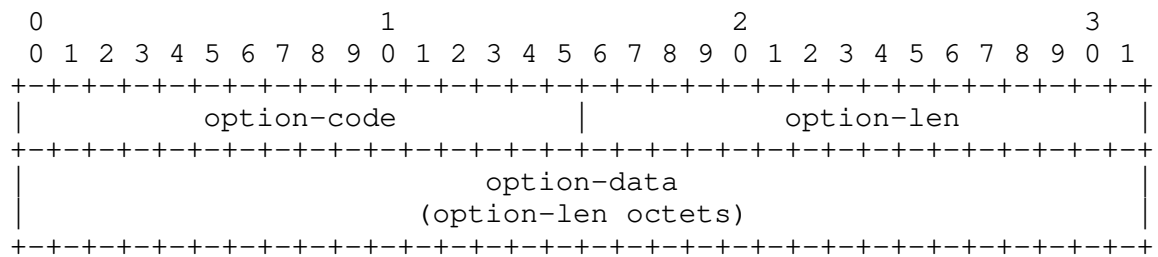 0                   1                   2                   3
 0 1 2 3 4 5 6 7 8 9 0 1 2 3 4 5 6 7 8 9 0 1 2 3 4 5 6 7 8 9 0 1
+-+-+-+-+-+-+-+-+-+-+-+-+-+-+-+-+-+-+-+-+-+-+-+-+-+-+-+-+-+-+-+-+
|          option-code          |           option-len          |
+-+-+-+-+-+-+-+-+-+-+-+-+-+-+-+-+-+-+-+-+-+-+-+-+-+-+-+-+-+-+-+-+
|                          option-data                          |
|                      (option-len octets)                      |
+-+-+-+-+-+-+-+-+-+-+-+-+-+-+-+-+-+-+-+-+-+-+-+-+-+-+-+-+-+-+-+-+